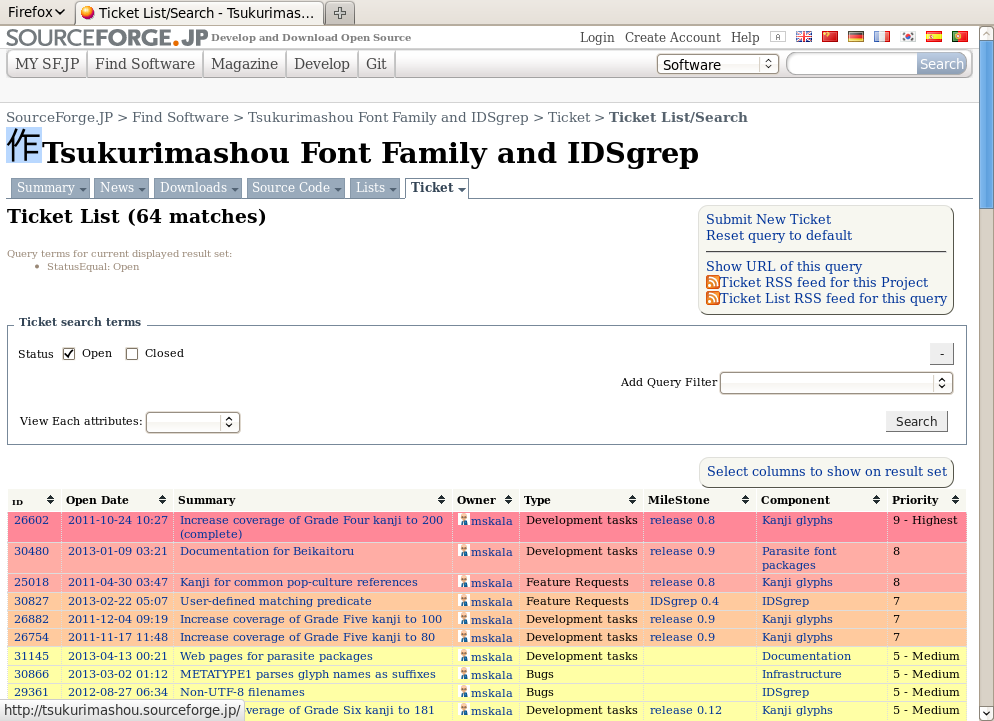 Firefox
Ticket List/Search - Tsukurimas...
SOURCEFORGE.JP Develop and Download Open Source
Login Create Account Help A
MY SF.JP Find Software Magazine Develop Git
Software
Search
SourceForge.JP > Find Software > Tsukurimashou Font Family and IDSgrep > Ticket > Ticket List/Search
作 Tsukurimashou Font Family and IDSgrep
Summary News Downloads Source Code Lists Ticket
Ticket List (64 matches)
Submit New Ticket
Reset query to default
Query terms for current displayed result set:
• StatusEqual: Open
Show URL of this query
Ticket RSS feed for this Project
Ticket List RSS feed for this query
Ticket search terms
Status Open Closed
-
Add Query Filter
View Each attributes:
Search
Select columns to show on result set
ID Open Date Summary Owner Type MileStone Component Priority
26602 2011-10-24 10:27 Increase coverage of Grade Four kanji to 200 (complete) mskala Development tasks release 0.8 Kanji glyphs 9 - Highest
30480 2013-01-09 03:21 Documentation for Beikaitoru mskala Development tasks release 0.9 Parasite font packages 8
25018 2011-04-30 03:47 Kanji for common pop-culture references mskala Feature Requests release 0.8 Kanji glyphs 8
30827 2013-02-22 05:07 User-defined matching predicate mskala Feature Requests IDSgrep 0.4 IDSgrep 7
26882 2011-12-04 09:19 Increase coverage of Grade Five kanji to 100 mskala Development tasks release 0.9 Kanji glyphs 7
26754 2011-11-17 11:48 Increase coverage of Grade Five kanji to 80 mskala Development tasks release 0.9 Kanji glyphs 7
31145 2013-04-13 00:21 Web pages for parasite packages mskala Development tasks Documentation 5 - Medium
30866 2013-03-02 01:12 METATYPE1 parses glyph names as suffixes mskala Bugs Infrastructure 5 - Medium
29361 2012-08-27 06:34 Non-UTF-8 filenames mskala Bugs IDSgrep 5 - Medium
http://tsukurimashou.sourceforge.jp/ verage of Grade Six kanji to 181 mskala Development tasks release 0.12 Kanji glyphs 5 - Medium